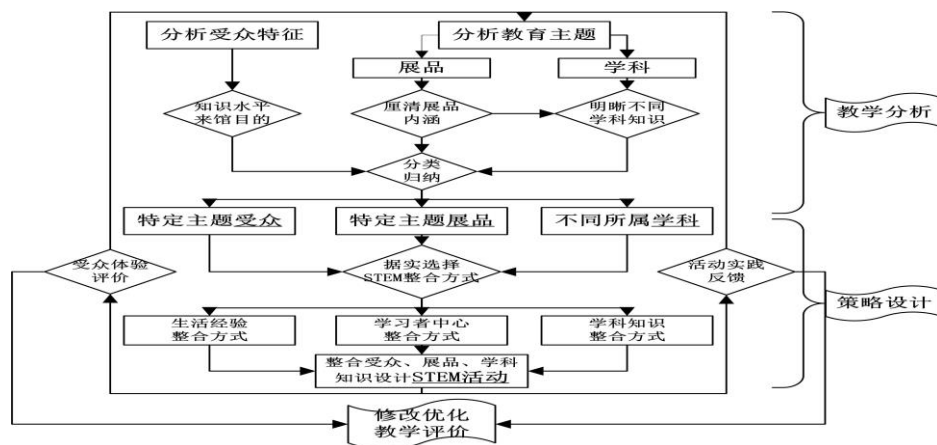 分析受众特征
分析教育主题
展品
学科
知识水平
来馆目的
厘清展品
内涵
明晰不同
学科知识
教学分析
分类
归纳
特定主题受众
特定主题展品
不同所属学科
受众体验
评价
据实选择
STEM整合方式
活动实践
反馈
策略设计
生活经验
整合方式
学习者中心
整合方式
学科知识
整合方式
整合受众、展品、学科
知识设计STEM活动
修改优化
教学评价